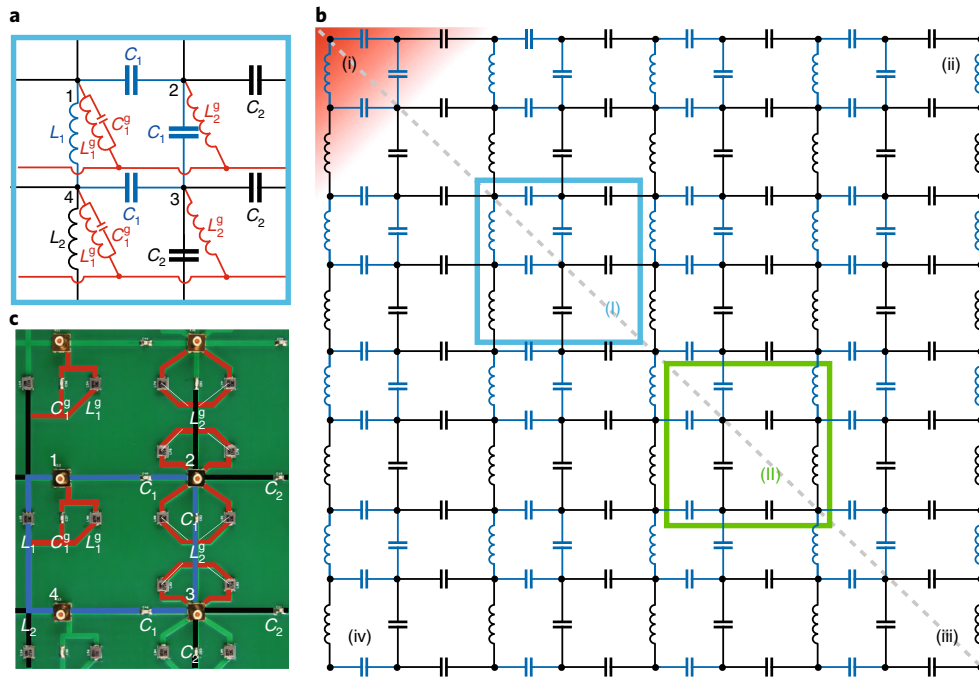 a
C₁
1
2
C₂
L₁
C₁ᵍ
L₁ᵍ
C₁
L₂ᵍ
4
C₁
3
C₂
L₂
C₁ᵍ
L₁ᵍ
C₂
L₂ᵍ
b
(i)
(ii)
(I)
(II)
(iv)
(iii)
c
C₁ᵍ
L₁ᵍ
L₂ᵍ
1
2
C₁
C₂
L₁
C₁ᵍ
L₁ᵍ
C₁
L₂ᵍ
4
3
L₂
C₁
C₂
C₂